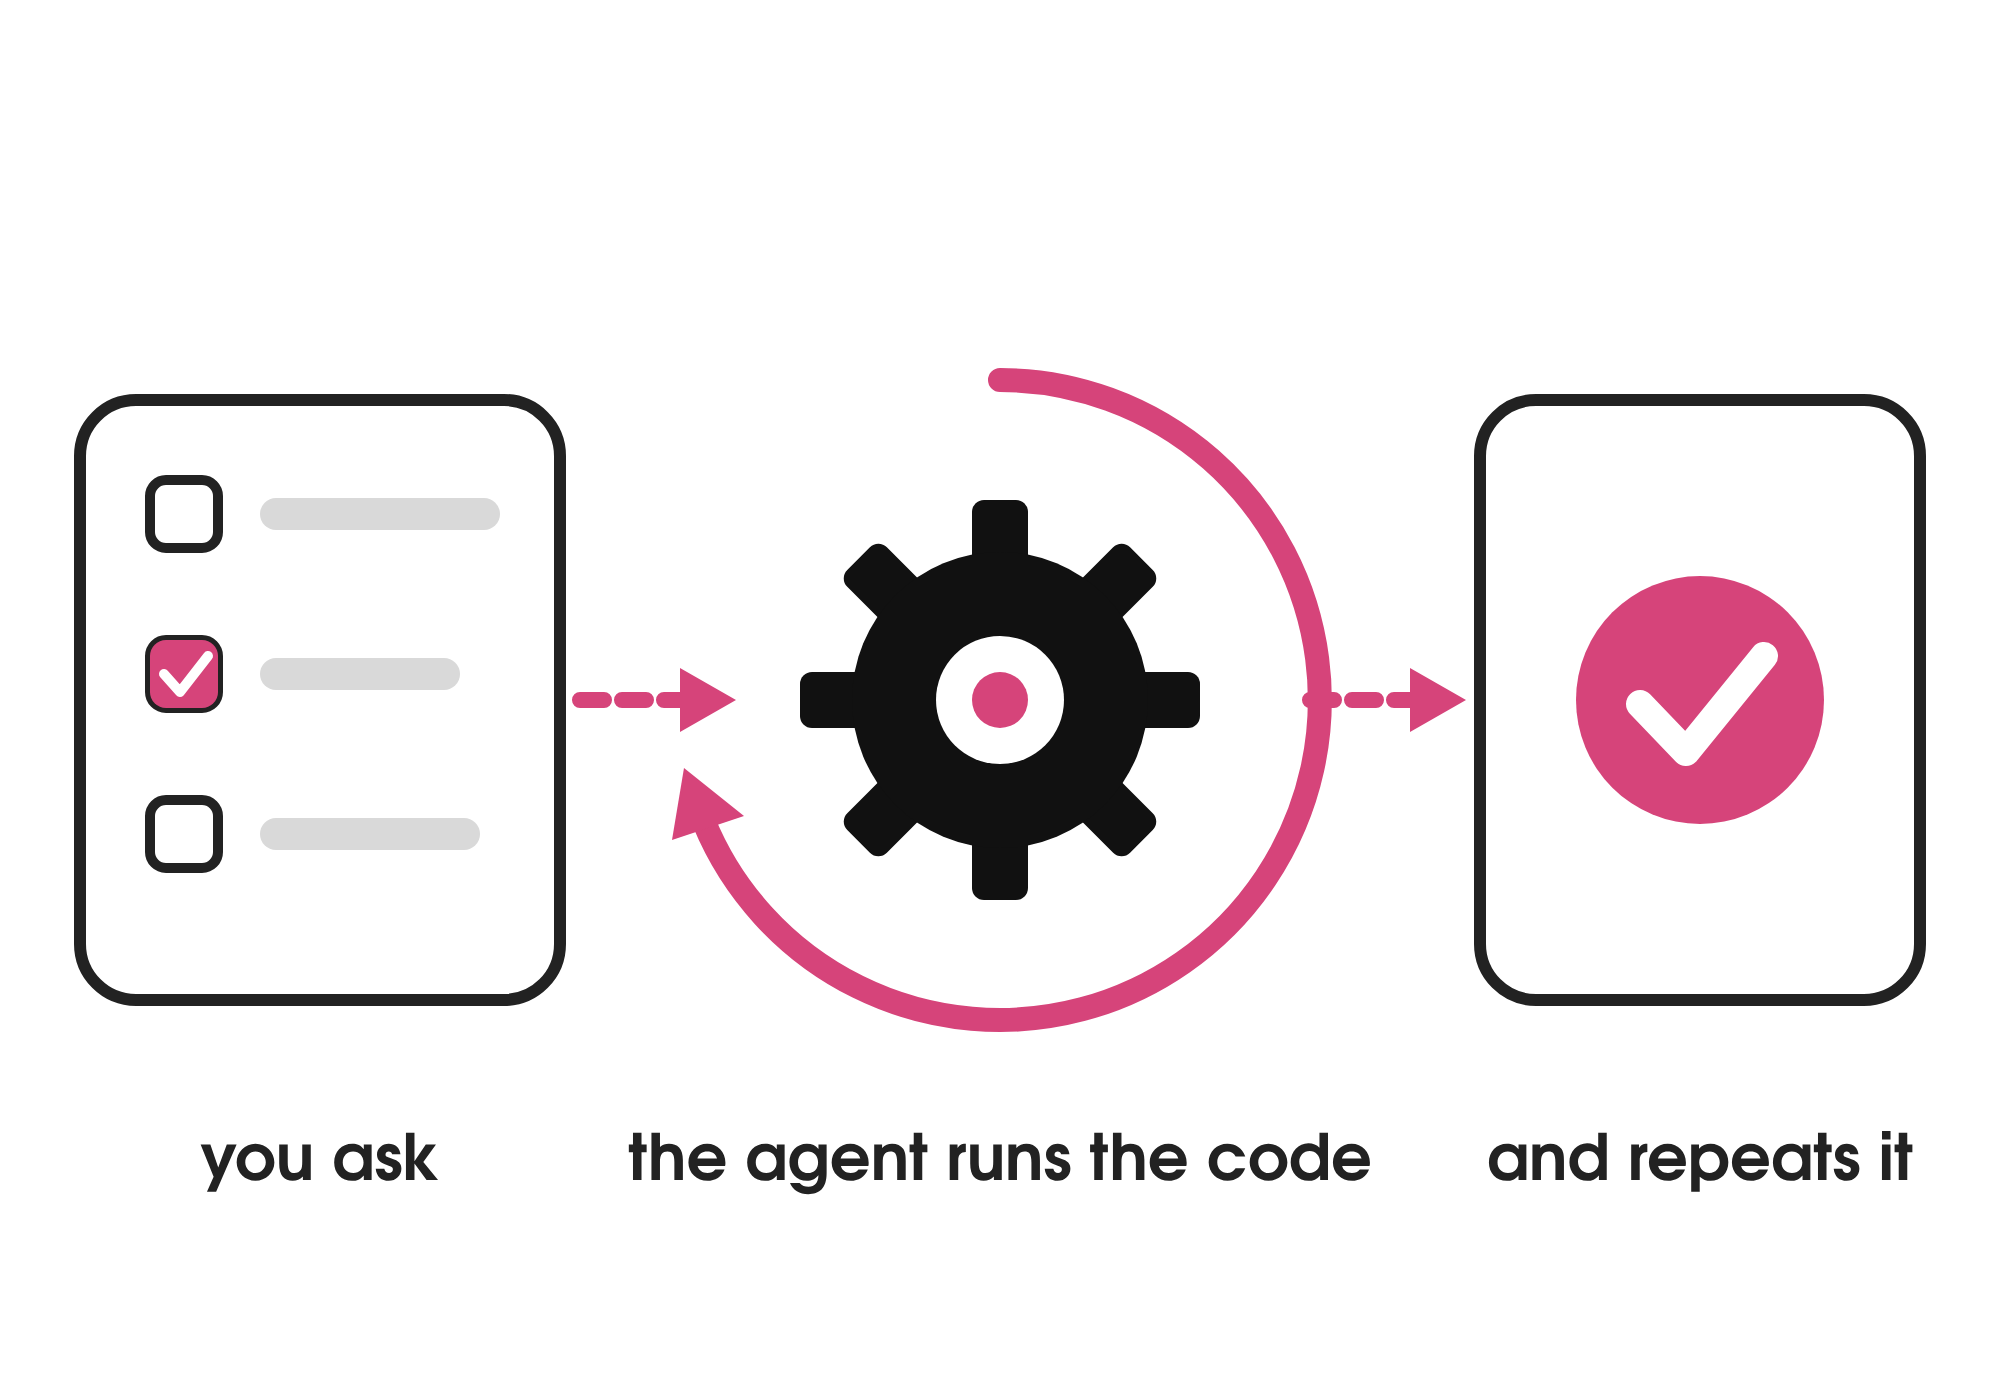 you ask
the agent runs the code
and repeats it